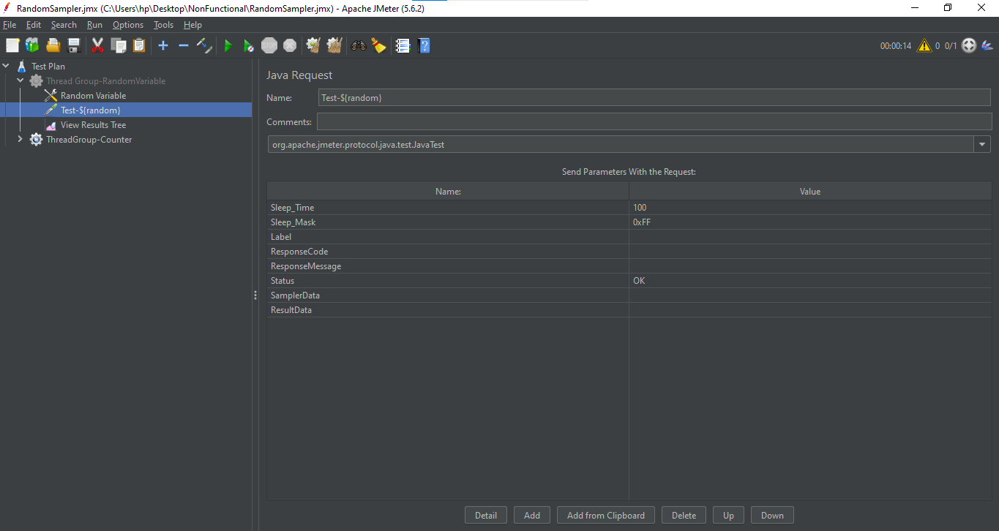 RandomSampler.jmx (C:\Users\hp\Desktop\NonFunctional\RandomSampler.jmx) - Apache JMeter (5.6.2)
File Edit Search Run Options Tools Help
STOP
00:00:14 0 0/1
Test Plan
Thread Group-RandomVariable
Random Variable
Test-${random}
View Results Tree
ThreadGroup-Counter
Java Request
Name: Test-${random}
Comments:
org.apache.jmeter.protocol.java.test.JavaTest
Send Parameters With the Request:
Name: Value
Sleep_Time 100
Sleep_Mask 0xFF
Label
ResponseCode
ResponseMessage
Status OK
SamplerData
ResultData
Detail Add Add from Clipboard Delete Up Down